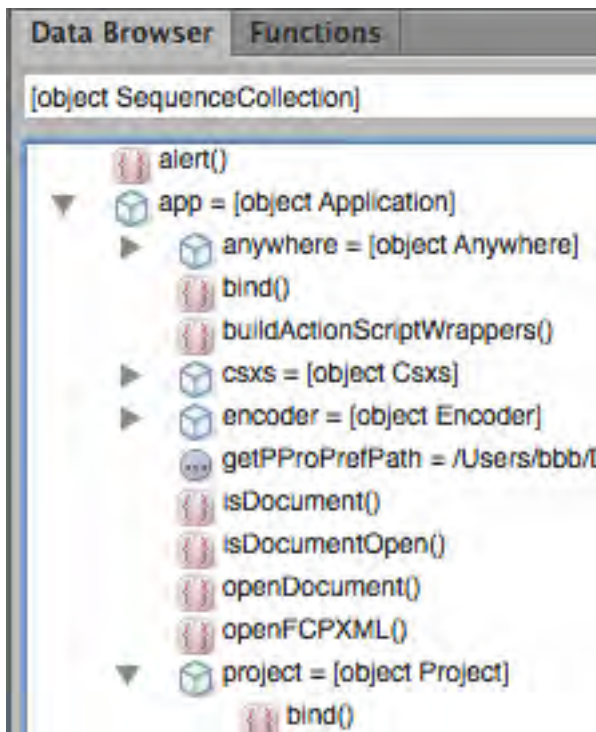 Data Browser Functions
[object SequenceCollection]
alert()
app = [object Application]
anywhere = [object Anywhere]
bind()
buildActionScriptWrappers()
csxs = [object Csxs]
encoder = [object Encoder]
getPProPrefPath = /Users/bbb/D
isDocument()
isDocumentOpen()
openDocument()
openFCPXML()
project = [object Project]
bind()